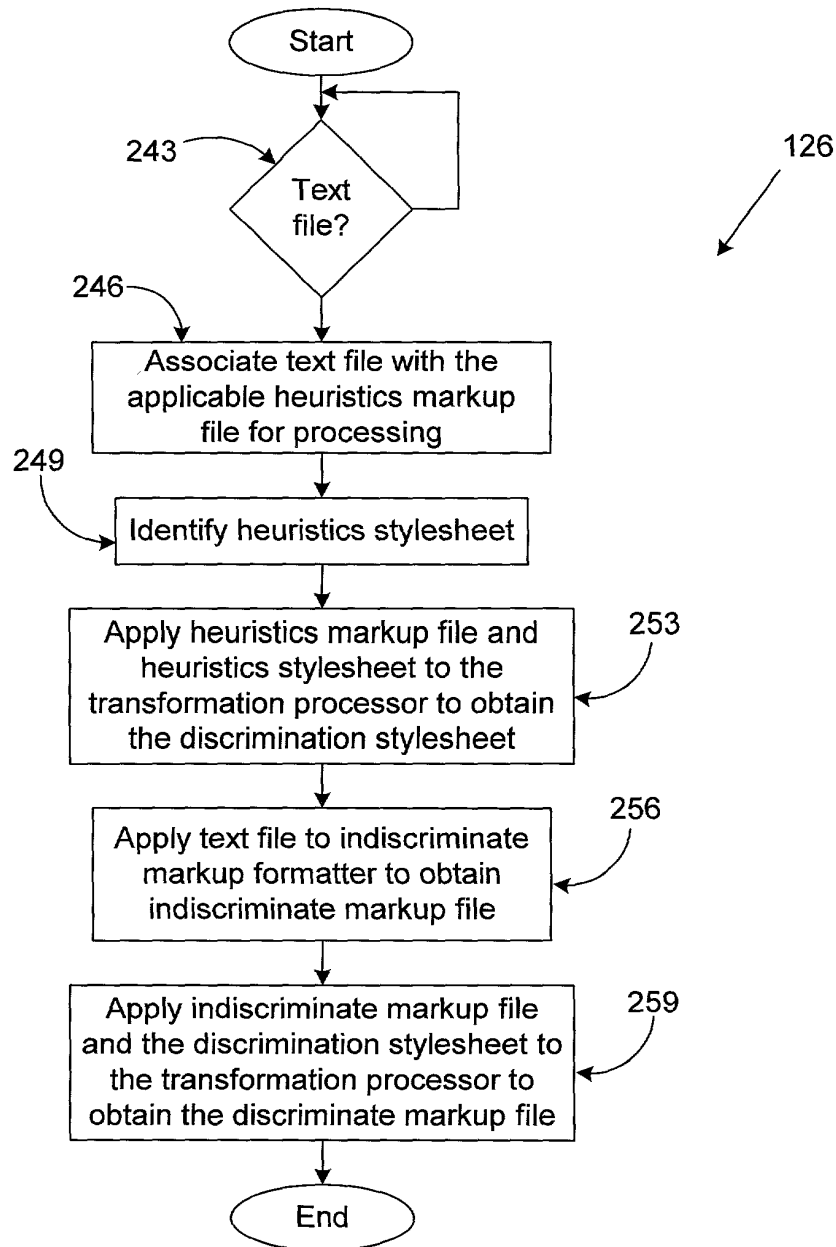 Start
243
126
Text
file?
246
Associate text file with the
applicable heuristics markup
file for processing
249
Identify heuristics stylesheet
Apply heuristics markup file and
heuristics stylesheet to the
transformation processor to obtain
the discrimination stylesheet
253
Apply text file to indiscriminate
markup formatter to obtain
indiscriminate markup file
256
Apply indiscriminate markup file
and the discrimination stylesheet to
the transformation processor to
obtain the discriminate markup file
259
End